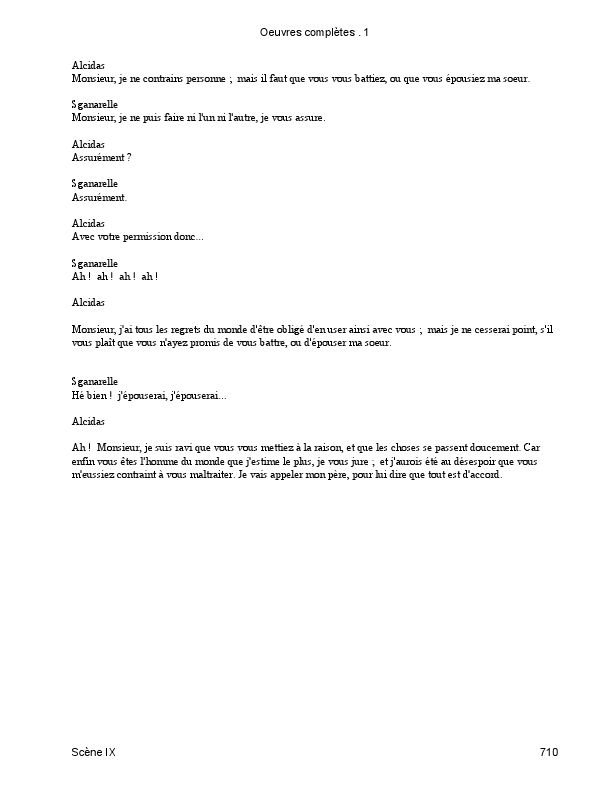 Oeuvres complètes . 1
Alcidas
Monsieur, je ne contrains personne ;  mais il faut que vous vous battiez, ou que vous épousiez ma soeur.
Sganarelle
Monsieur, je ne puis faire ni l'un ni l'autre, je vous assure.
Alcidas
Assurément ?
Sganarelle
Assurément.
Alcidas
Avec votre permission donc...
Sganarelle
Ah !  ah !  ah !  ah !
Alcidas
Monsieur, j'ai tous les regrets du monde d'être obligé d'en user ainsi avec vous ;  mais je ne cesserai point, s'il
vous plaît que vous n'ayez promis de vous battre, ou d'épouser ma soeur.
Sganarelle
Hé bien !  j'épouserai, j'épouserai...
Alcidas
Ah !  Monsieur, je suis ravi que vous vous mettiez à la raison, et que les choses se passent doucement. Car
enfin vous êtes l'homme du monde que j'estime le plus, je vous jure ;  et j'aurois été au désespoir que vous
m'eussiez contraint à vous maltraiter. Je vais appeler mon père, pour lui dire que tout est d'accord.
Scène IX 710